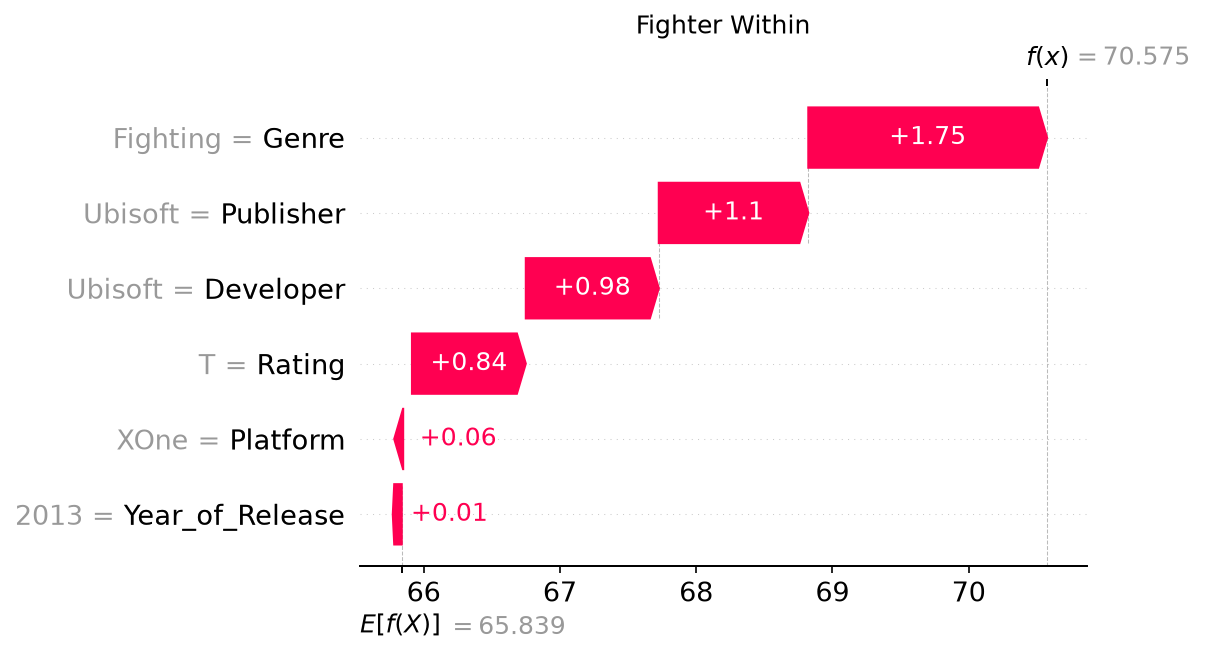 Fighter Within
f(x) = 70.575
Fighting = Genre
+1.75
Ubisoft = Publisher
+1.1
Ubisoft = Developer
+0.98
T = Rating
+0.84
XOne = Platform
+0.06
2013 = Year_of_Release
+0.01
66 67 68 69 70
E[f(X)] = 65.839